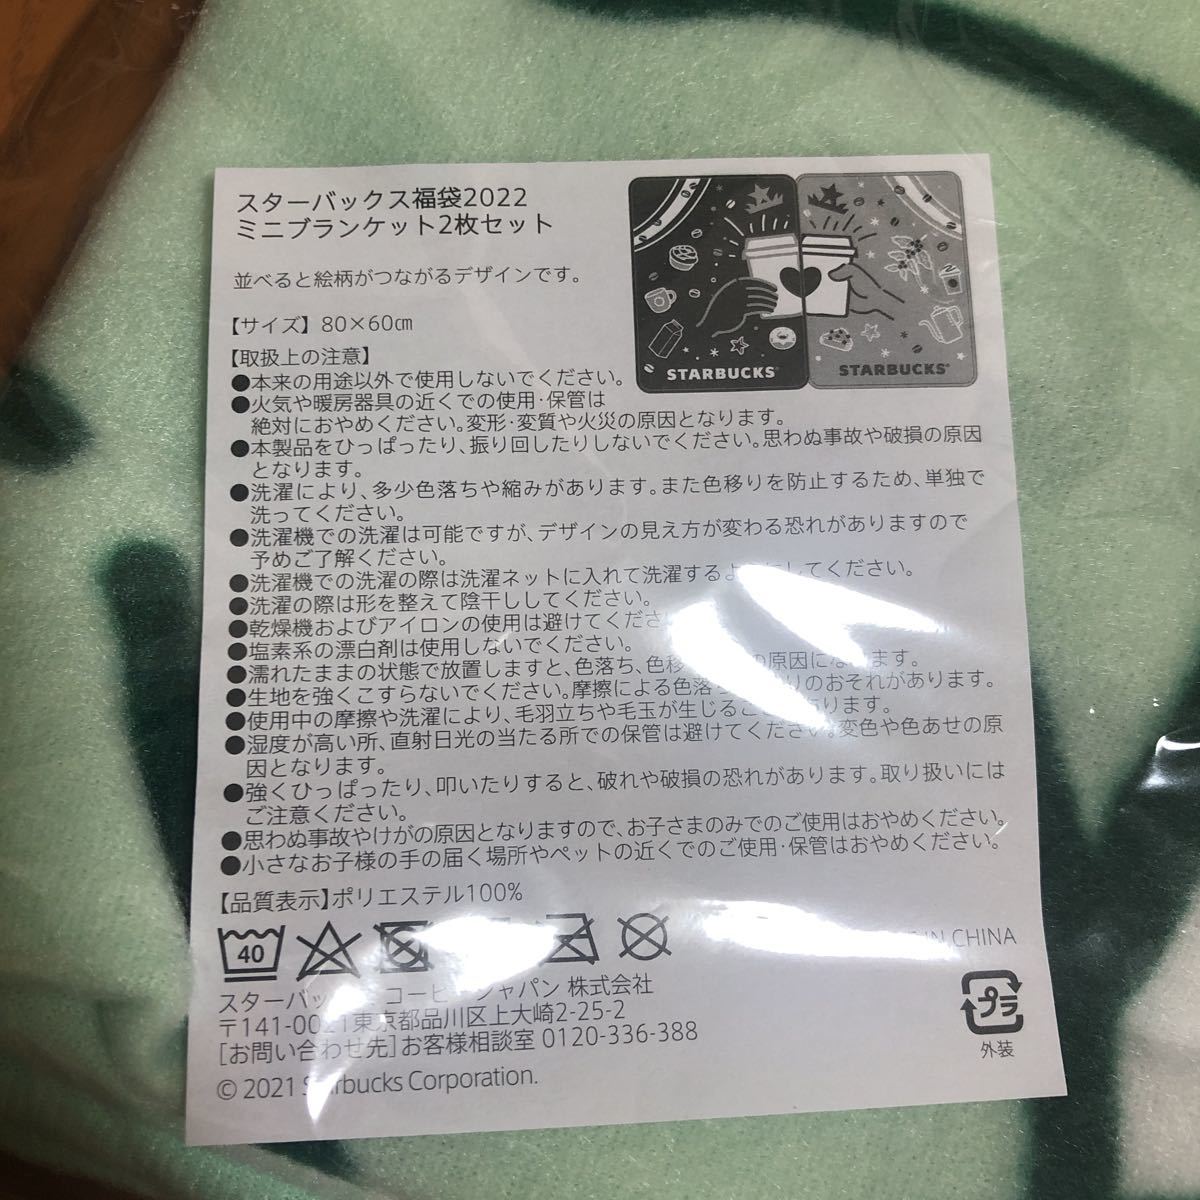 スターバックス福袋2022
ミニブランケット2枚セット
並べると絵柄がつながるデザインです。
STARBUCKS
STARBUCKS
【サイズ】80×60㎝
【取扱上の注意】
●本来の用途以外で使用しないでください。
●火気や暖房器具の近くでの使用・保管は
絶対におやめください。変形・変質や火災の原因となります。
●本製品をひっぱったり、振り回したりしないでください。思わぬ事故や破損の原因
となります。
●洗濯により、多少色落ちや縮みがあります。また色移りを防止するため、単独で
洗ってください。
●洗濯機での洗濯は可能ですが、デザインの見え方が変わる恐れがありますので
予めご了解ください。
●洗濯機での洗濯の際は洗濯ネットに入れて洗濯するようにしてください。
●洗濯の際は形を整えて陰干ししてください。
●乾燥機およびアイロンの使用は避けてください
●塩素系の漂白剤は使用しないでください。
●濡れたままの状態で放置しますと、色落ち、色移 の原因になります。
●生地を強くこすらないでください。摩擦による色落 りのおそれがあります。
●使用中の摩擦や洗濯により、毛羽立ちや毛玉が生じること あります。
●湿度が高い所、直射日光の当たる所での保管は避けてください。変色や色あせの原
因となります。
●強くひっぱったり、叩いたりすると、破れや破損の恐れがあります。取り扱いには
ご注意ください。
●思わぬ事故やけがの原因となりますので、お子さまのみでのご使用はおやめください。
●小さなお子様の手の届く場所やペットの近くでのご使用・保管はおやめください。
【品質表示】ポリエステル100%
40
IN CHINA
スターバックス コーヒー ジャパン 株式会社
〒141-0021東京都品川区上大崎2-25-2
[お問い合わせ先]お客様相談室 0120-336-388
© 2021 Starbucks Corporation.
プラ
外装